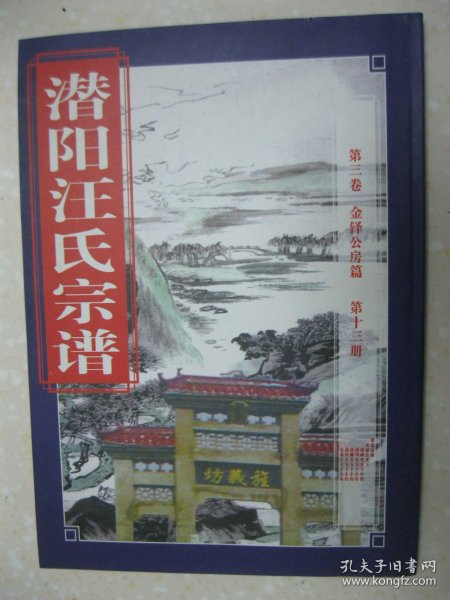 潜阳汪氏宗谱
第三卷 金铎公房篇 第十三册
坊义旌
孔夫子旧书网
www.kongfz.com